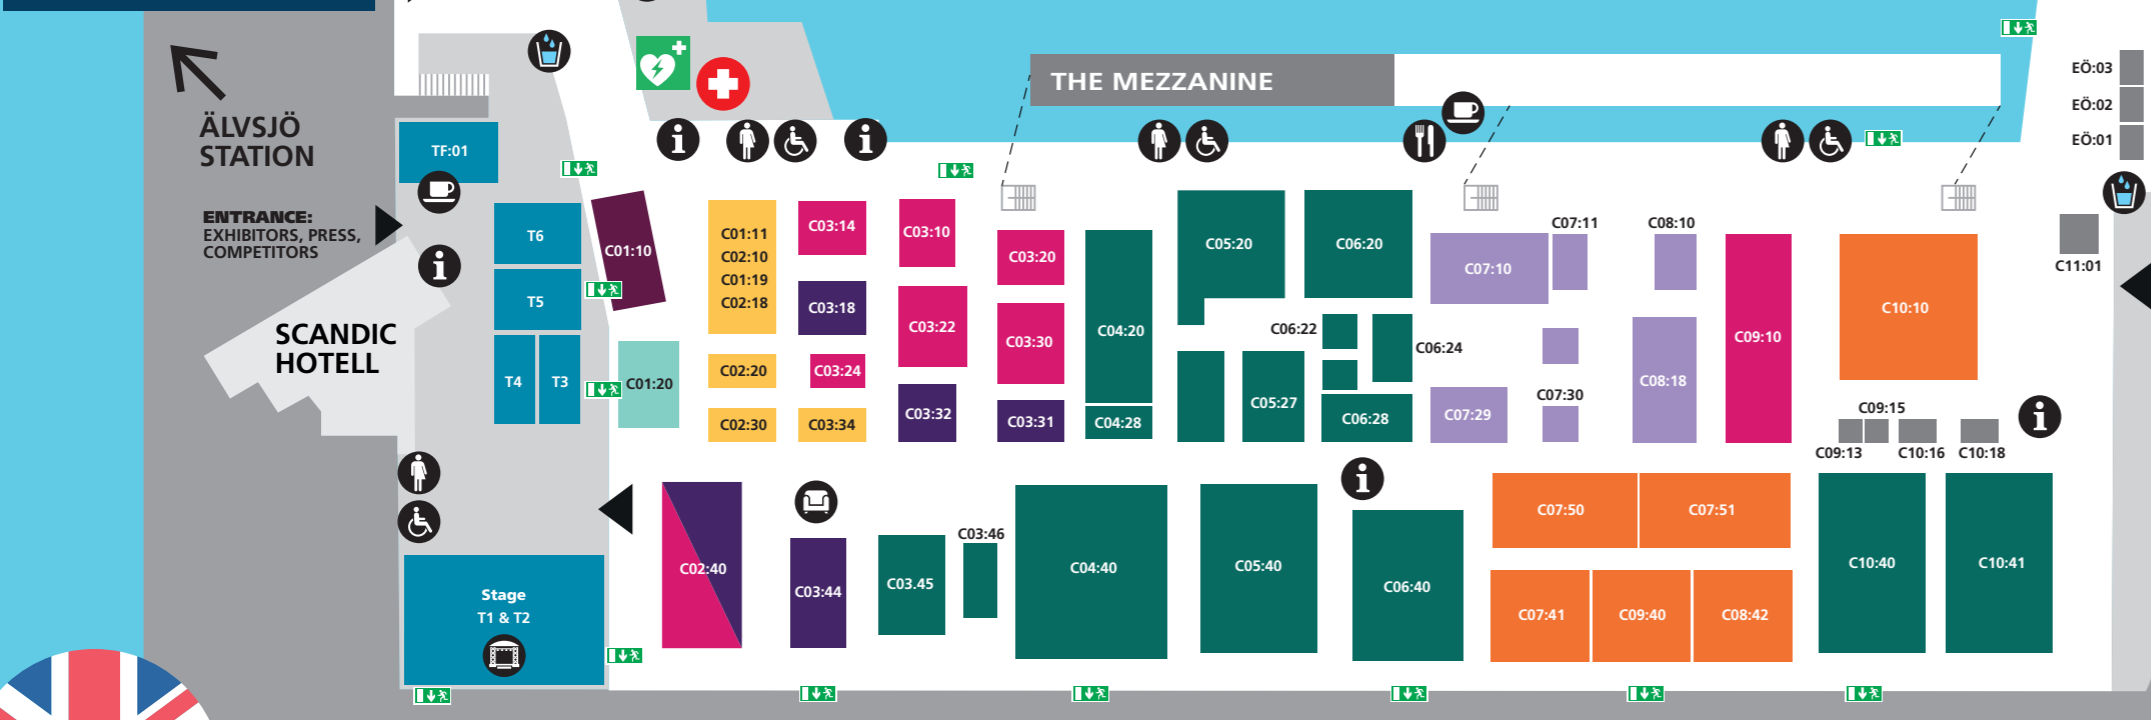 THE MEZZANINE
EÖ:03
EÖ:02
EÖ:01
ÄLVSJÖ
STATION
TF:01
ENTRANCE:
EXHIBITORS, PRESS,
COMPETITORS
SCANDIC
HOTELL
T6
T5
T4
T3
C01:10
C01:20
C01:11
C02:10
C01:19
C02:18
C02:20
C02:30
C03:14
C03:18
C03:24
C03:34
C03:10
C03:22
C03:32
C03:20
C03:30
C03:31
C04:20
C04:28
C05:20
C05:27
C06:20
C06:22
C06:24
C06:28
C07:10
C07:11
C07:29
C07:30
C08:10
C08:18
C09:10
C10:10
C11:01
C09:15
C09:13
C10:16
C10:18
Stage
T1 & T2
C02:40
C03:44
C03.45
C03:46
C04:40
C05:40
C06:40
C07:50
C07:51
C07:41
C09:40
C08:42
C10:40
C10:41